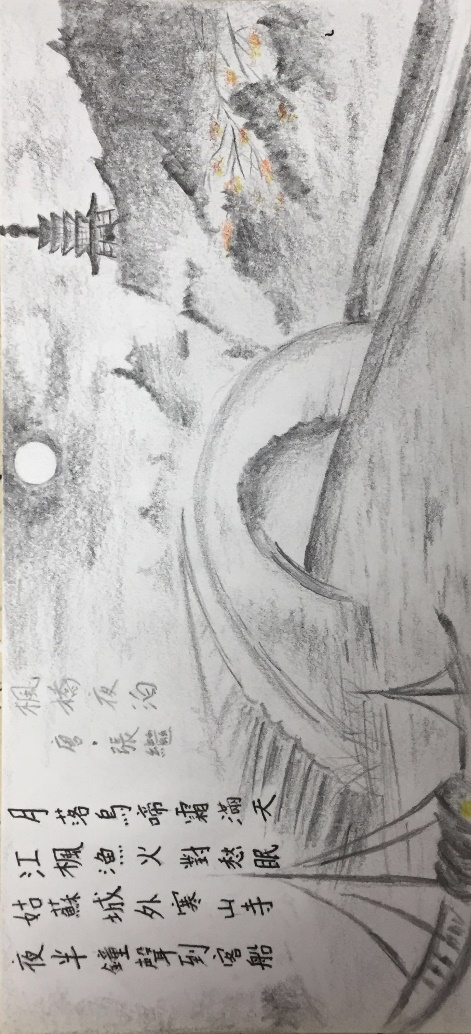 楓橋夜泊
唐·張繼
月落烏啼霜滿天
江楓漁火對愁眠
姑蘇城外寒山寺
夜半鐘聲到客船